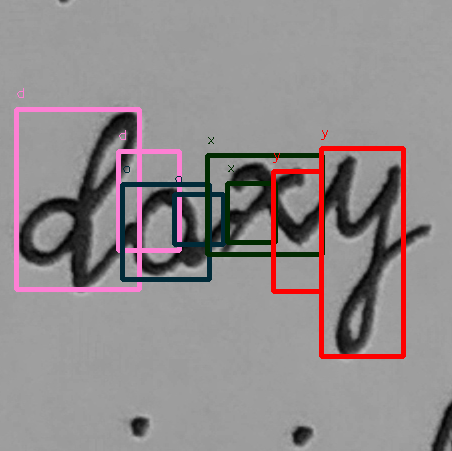 d
d x y
o o x y
doxy